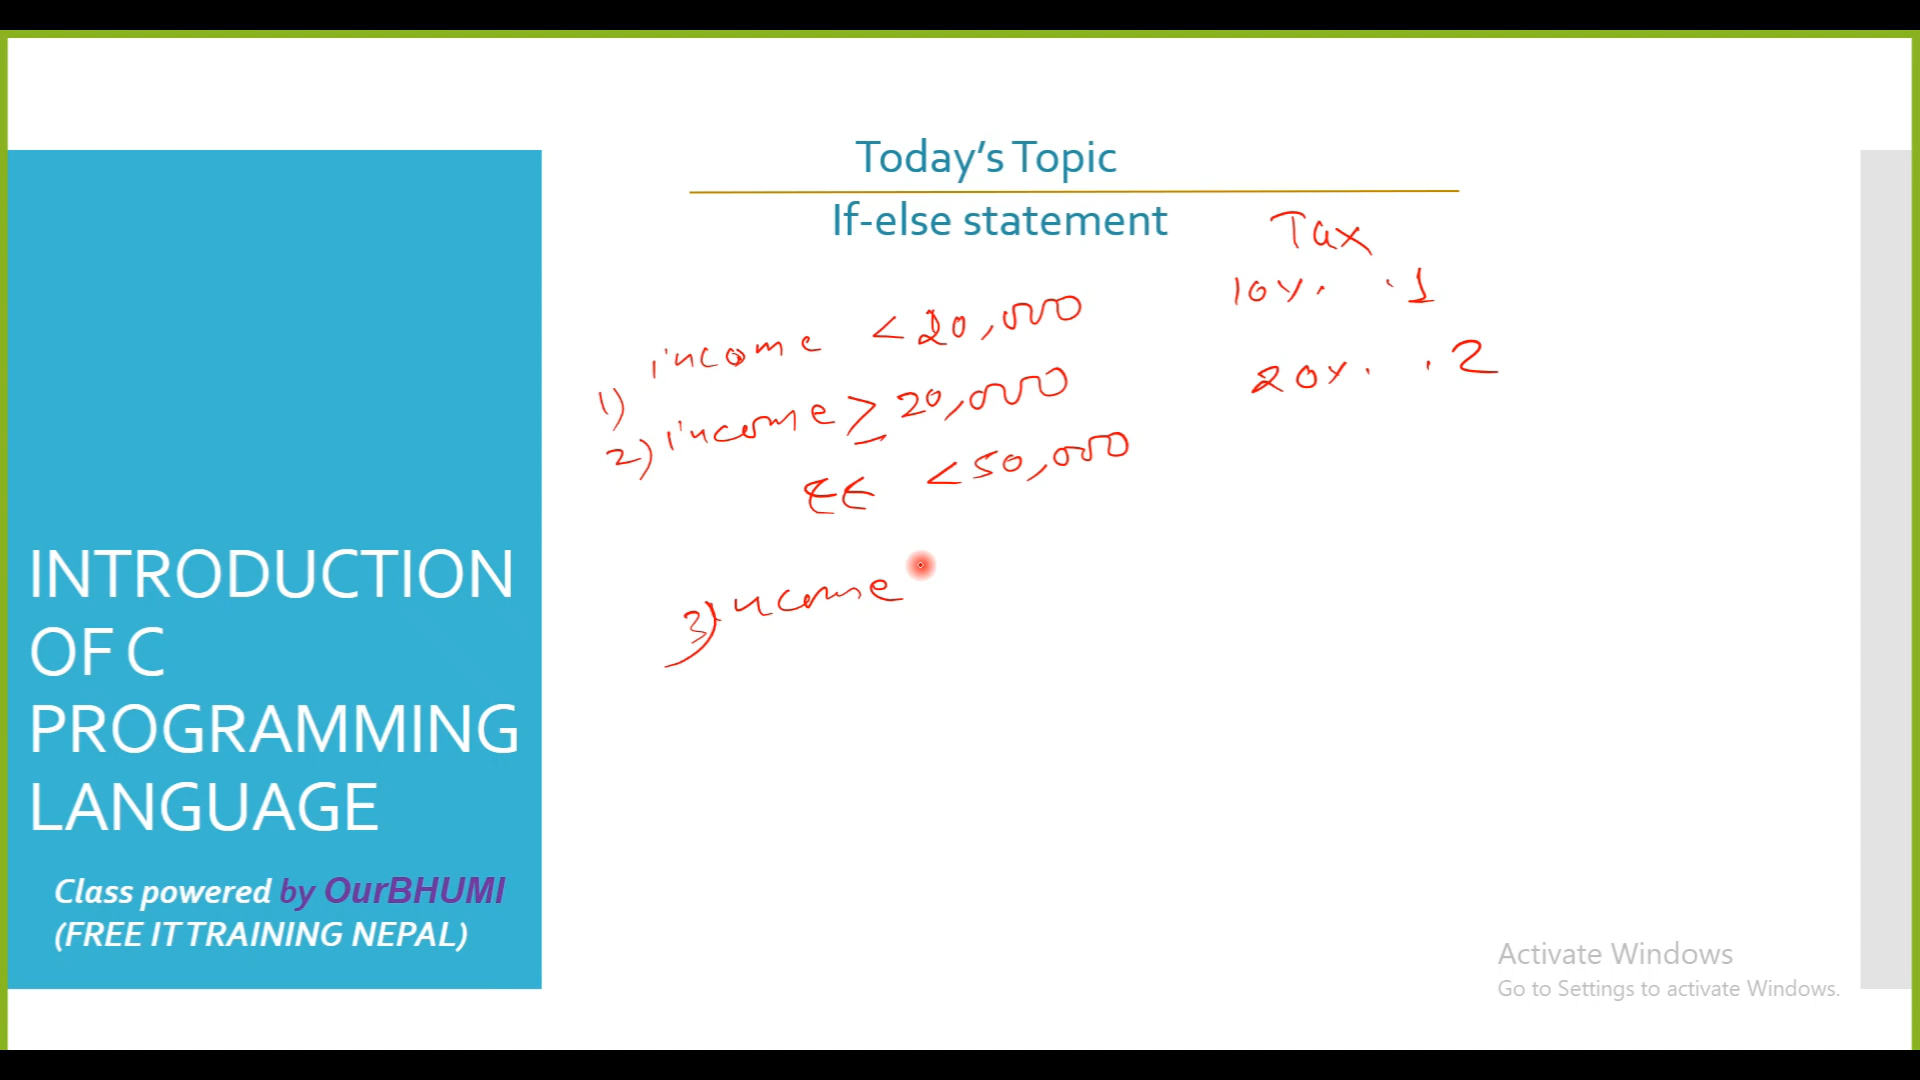 Today's Topic
If-else statement
Tax
1) income < 20,000 10% . .1
2) income ≥ 20,000 20% . .2
&& < 50,000
3) income
INTRODUCTION
OF C
PROGRAMMING
LANGUAGE
Class powered by OurBHUMI
(FREE IT TRAINING NEPAL)
Activate Windows
Go to Settings to activate Windows.